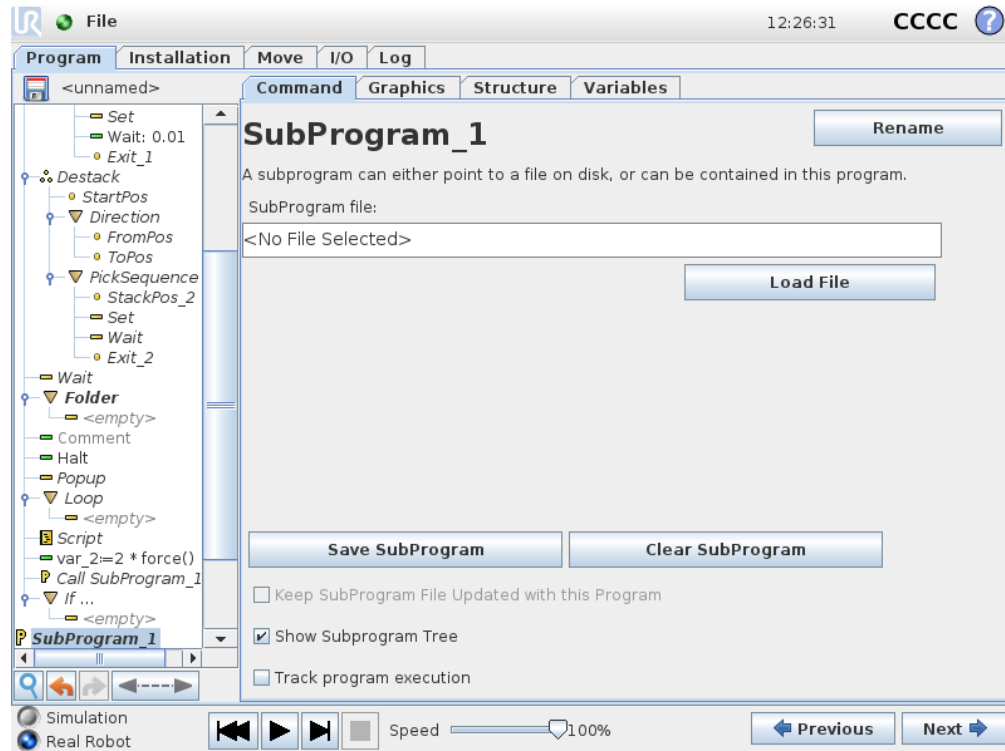 UR File 12:26:31 CCCC ?
Program Installation Move I/O Log
<unnamed>
Command Graphics Structure Variables
Set
Wait: 0.01
Exit_1
Destack
StartPos
Direction
FromPos
ToPos
PickSequence
StackPos_2
Set
Wait
Exit_2
Wait
Folder
<empty>
Comment
Halt
Popup
Loop
<empty>
Script
var_2:=2 * force()
P Call SubProgram_1
If ...
<empty>
P SubProgram_1
SubProgram_1
Rename
A subprogram can either point to a file on disk, or can be contained in this program.
SubProgram file:
<No File Selected>
Load File
Save SubProgram Clear SubProgram
Keep SubProgram File Updated with this Program
Show Subprogram Tree
Track program execution
Simulation
Real Robot
Speed 100%
Previous Next